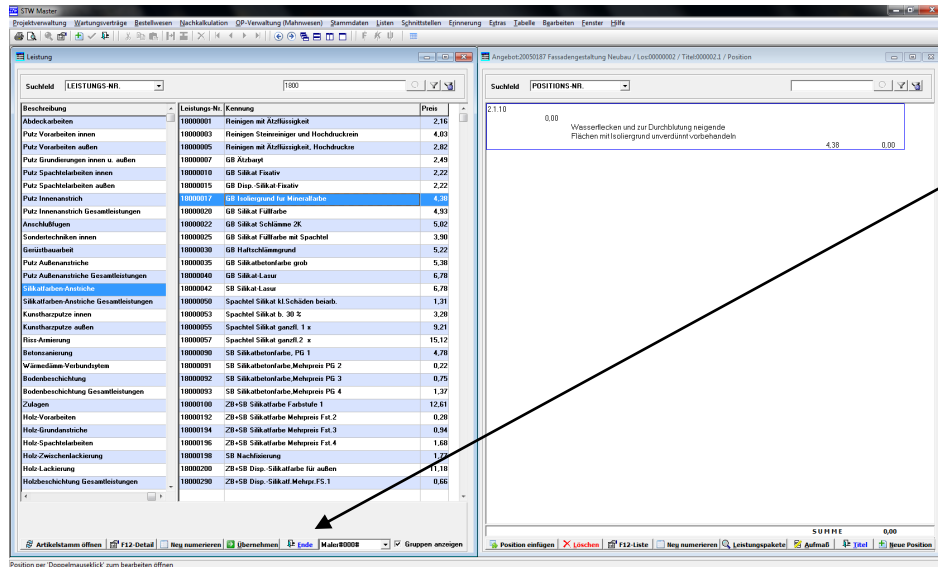 STW Master
Projektverwaltung Wartungsverträge Bestellwesen Nachkalkulation OP-Verwaltung (Mahnwesen) Stammdaten Listen Schnittstellen Erinnerung Extras Tabelle Bearbeiten Fenster Hilfe
Leistung
Suchfeld LEISTUNGS-NR. 1800
Beschreibung Leistungs-Nr. Kennung Preis
Abdeckarbeiten 18000001 Reinigen mit Ätzflüssigkeit 2,16
Putz Vorarbeiten innen 18000003 Reinigen Steinreiniger und Hochdruckrein 4,03
Putz Vorarbeiten außen 18000005 Reinigen mit Ätzflüssigkeit, Hochdruckre 2,82
Putz Grundierungen innen u. außen 18000007 GB Ätzbaryt 2,49
Putz Spachtelarbeiten innen 18000010 GB Silikat Fixativ 2,22
Putz Spachtelarbeiten außen 18000015 GB Disp.-Silikat-Fixativ 2,22
Putz Innenanstrich 18000017 GB Isoliergrund für Mineralfarbe 4,38
Putz Innenanstrich Gesamtleistungen 18000020 GB Silikat Füllfarbe 4,93
Anschlußfugen 18000022 GB Silikat Schlämme 2K 5,02
Sondertechniken innen 18000025 GB Silikat Füllfarbe mit Spachtel 3,90
Gerüstbauarbeit 18000030 GB Haftschlämmgrund 5,22
Putz Außenanstriche 18000035 GB Silikatbetonfarbe grob 5,38
Putz Außenanstriche Gesamtleistungen 18000040 GB Silikat-Lasur 6,78
Silikatfarben-Anstriche 18000042 SB Silikat-Lasur 6,78
Silikatfarben-Anstriche Gesamtleistungen 18000050 Spachtel Silikat kl.Schäden beiarb. 1,31
Kunstharzputze innen 18000053 Spachtel Silikat b. 30 % 3,28
Kunstharzputze außen 18000055 Spachtel Silikat ganzfl. 1 x 9,21
Riss-Armierung 18000057 Spachtel Silikat ganzfl.2 x 15,12
Betonsanierung 18000090 SB Silikatbetonfarbe, PG 1 4,78
Wärmedämm-Verbundsytem 18000091 SB Silikatbetonfarbe,Mehrpreis PG 2 0,22
Bodenbeschichtung 18000092 SB Silikatbetonfarbe,Mehrpreis PG 3 0,75
Bodenbeschichtung Gesamtleistungen 18000093 SB Silikatbetonfarbe,Mehrpreis PG 4 1,37
Zulagen 18000100 ZB+SB Silikatfarbe Farbstufe 1 12,61
Holz-Vorarbeiten 18000192 ZB+SB Silikatfarbe Mehrpreis Fst.2 0,28
Holz-Grundanstriche 18000194 ZB+SB Silikatfarbe Mehrpreis Fst.3 0,94
Holz-Spachtelarbeiten 18000196 ZB+SB Silikatfarbe Mehrpreis Fst.4 1,68
Holz-Zwischenlackierung 18000198 SB Nachfixierung 1,77
Holz-Lackierung 18000200 ZB+SB Disp.-Silikatfarbe für außen 11,18
Holzbeschichtung Gesamtleistungen 18000290 ZB+SB Disp.-Silikatf.Mehrpr.FS.1 0,66
Artikelstamm öffnen F12-Detail Neu numerieren Übernehmen Ende Maler#000# Gruppen anzeigen
Angebot:20050187 Fassadengestaltung Neubau / Los:00000002 / Titel:000002.1 / Position
Suchfeld POSITIONS-NR.
2.1.10
0,00
Wasserflecken und zur Durchblutung neigende
Flächen mit Isoliergrund unverdünnt vorbehandeln
4,38 0,00
SUMME 0,00
Position einfügen Löschen F12-Liste Neu numerieren Leistungspakete Aufmaß Titel Neue Position
Position per 'Doppelmausklick' zum bearbeiten öffnen